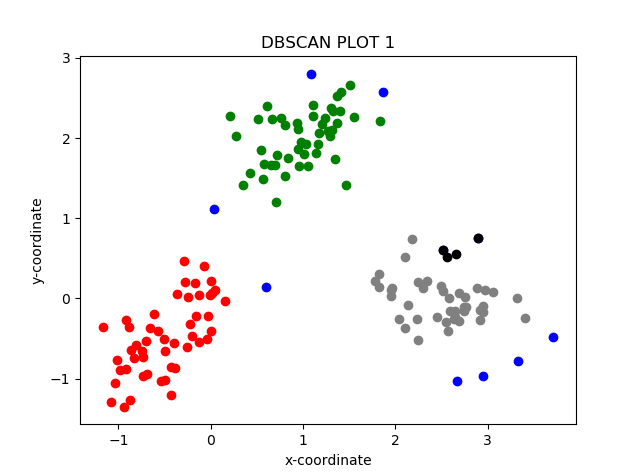 DBSCAN PLOT 1
3
2
1
0
−1
y-coordinate
−1 0 1 2 3
x-coordinate